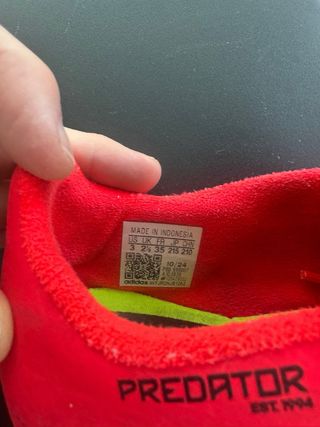 MADE IN INDONESIA
US UK FR JP CHN
3 2½ 35 215 210
10/24
adidas
PREDATOR
EST. 1994